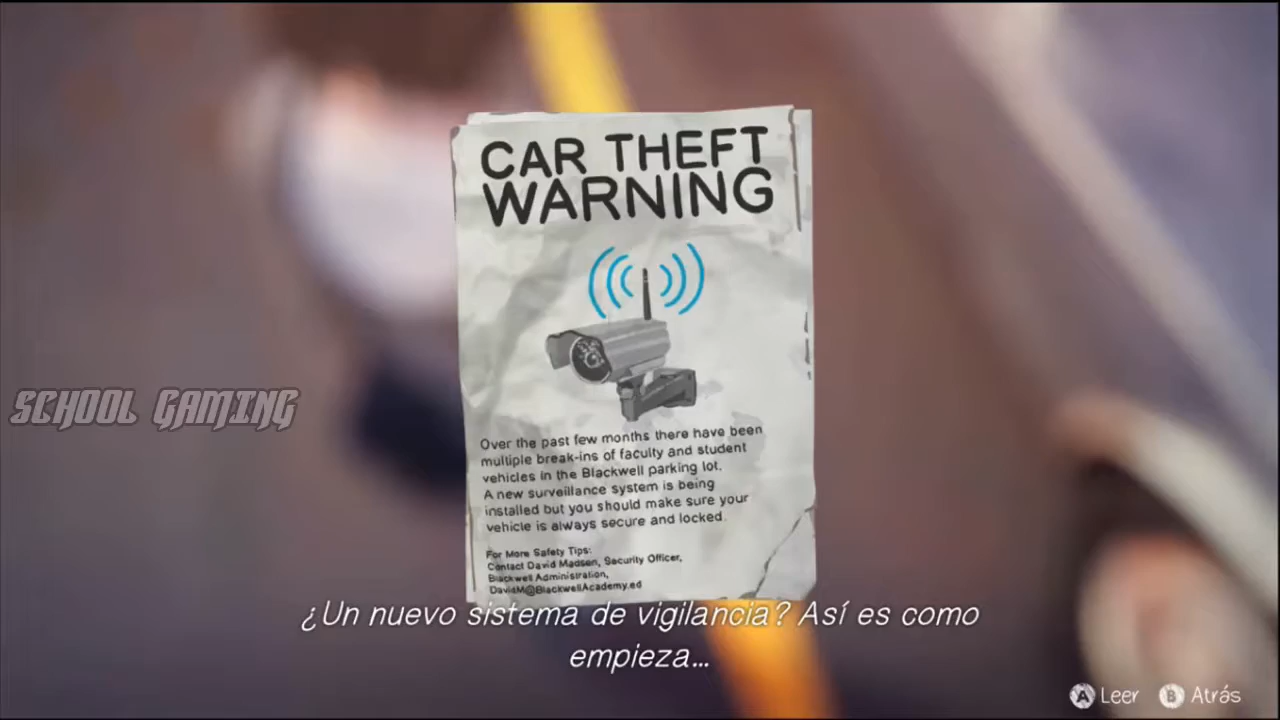 CAR THEFT
WARNING
SCHOOL GAMING
Over the past few months there have been
multiple break-ins of faculty and student
vehicles in the Blackwell parking lot.
A new surveillance system is being
installed but you should make sure your
vehicle is always secure and locked.
For More Safety Tips:
Contact David Madsen, Security Officer,
Blackwell Administration,
DavidM@BlackwellAcademy.ed
¿Un nuevo sistema de vigilancia? Así es como
empieza...
A Leer B Atrás